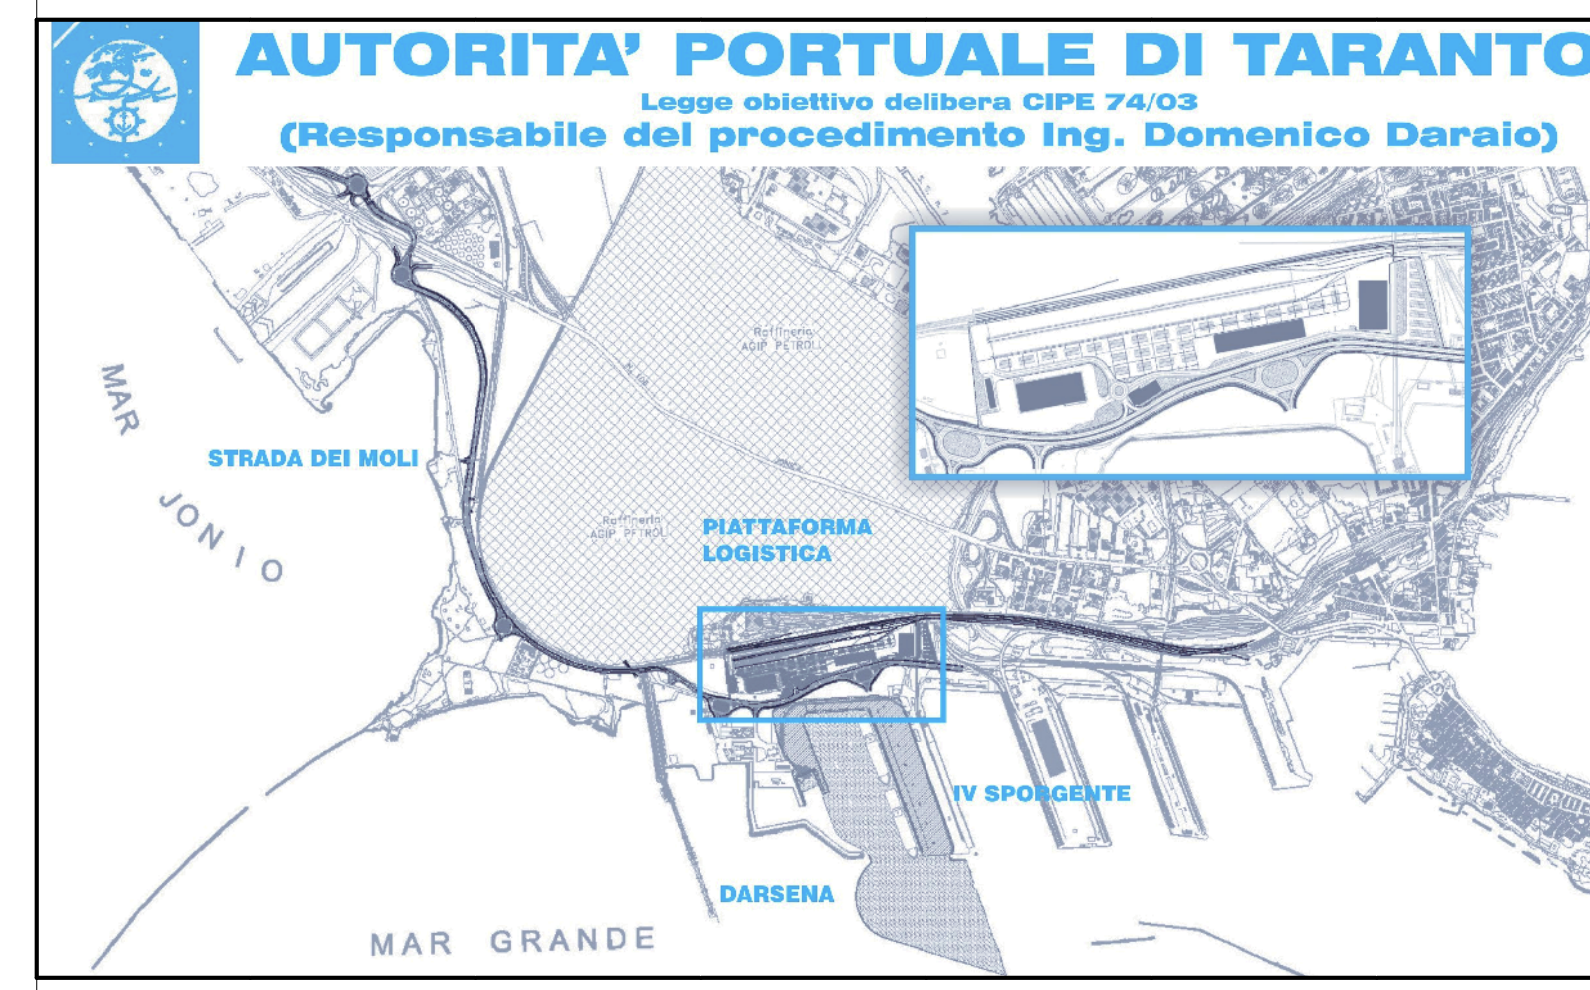 AUTORITA' PORTUALE DI TARANTO
Legge obiettivo delibera CIPE 74/03
(Responsabile del procedimento Ing. Domenico Daraio)
Raffineria
AGIP PETROLI
MAR
JONIO
STRADA DEI MOLI
Raffineria
AGIP PETROLI
PIATTAFORMA
LOGISTICA
IV SPORGENTE
DARSENA
MAR GRANDE